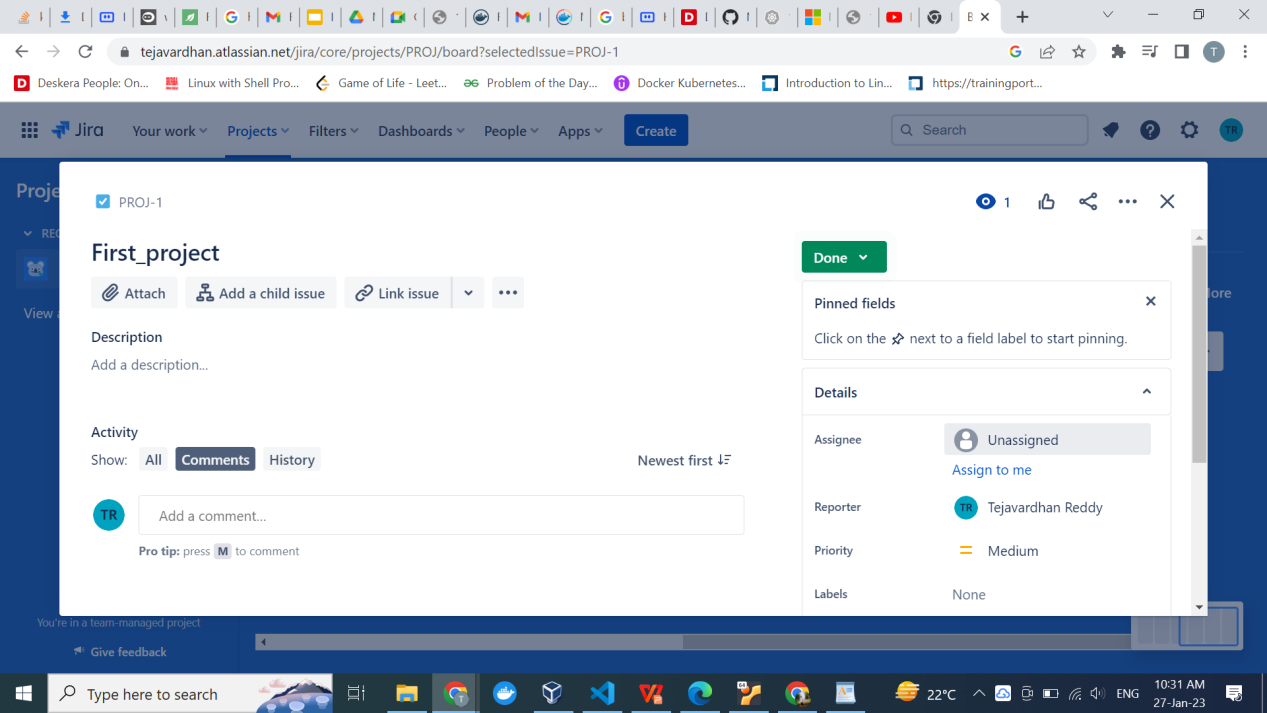 tejavardhan.atlassian.net/jira/core/projects/PROJ/board?selectedIssue=PROJ-1
T
Deskera People: On...
Linux with Shell Pro...
Game of Life - Leet...
Problem of the Day...
Docker Kubernetes...
Introduction to Lin...
https://trainingport...
Jira
Your work
Projects
Filters
Dashboards
People
Apps
Create
Search
TR
Proje
REC
View a
PROJ-1
1
First_project
Attach
Add a child issue
Link issue
Description
Add a description...
Activity
Show:
All
Comments
History
Newest first
TR
Add a comment...
Pro tip: press M to comment
Done
Pinned fields
Click on the next to a field label to start pinning.
Details
Assignee
Unassigned
Assign to me
Reporter
TR
Tejavardhan Reddy
Priority
Medium
Labels
None
You're in a team-managed project
Give feedback
Type here to search
22°C
ENG
10:31 AM
27-Jan-23